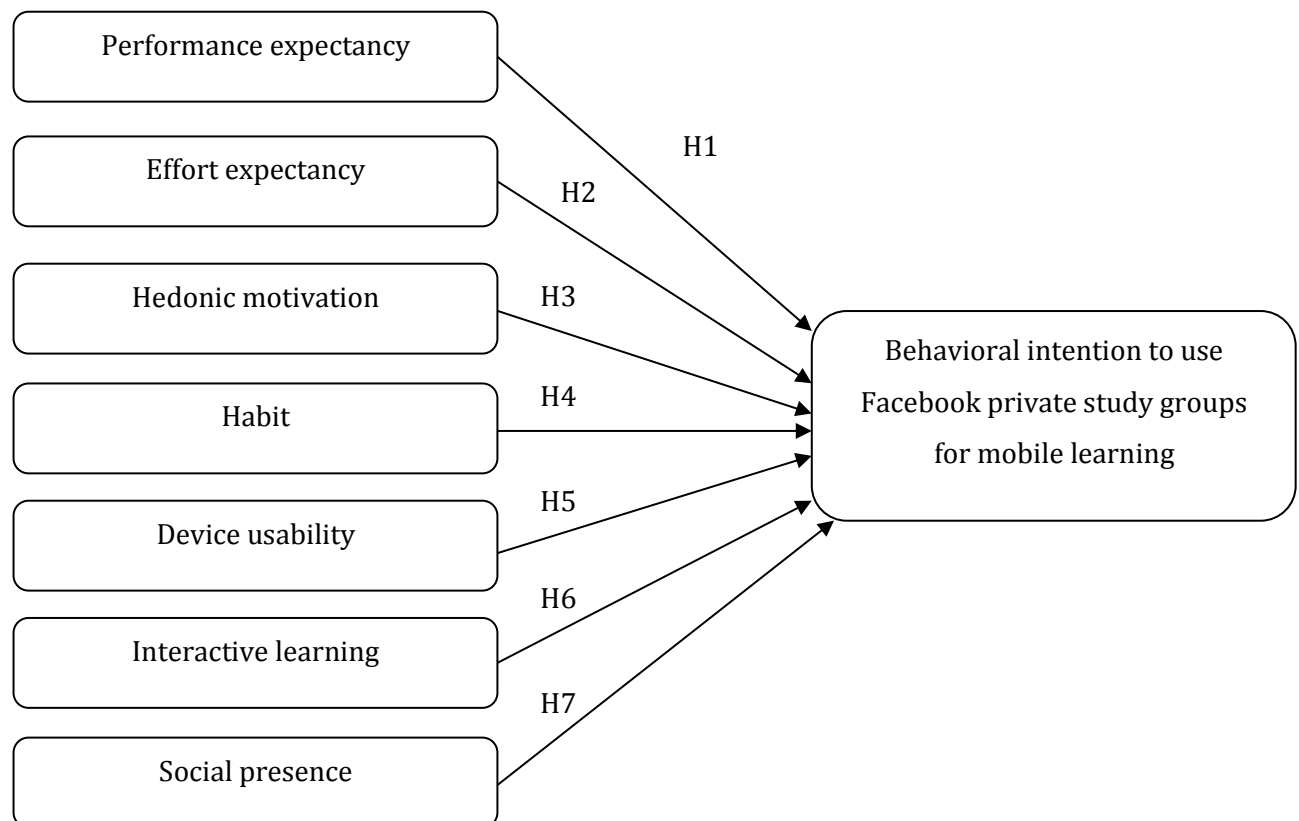 Performance expectancy
H1
Effort expectancy
H2
Hedonic motivation
H3
Habit
H4
Device usability
H5
Interactive learning
H6
Social presence
H7
Behavioral intention to use
Facebook private study groups
for mobile learning